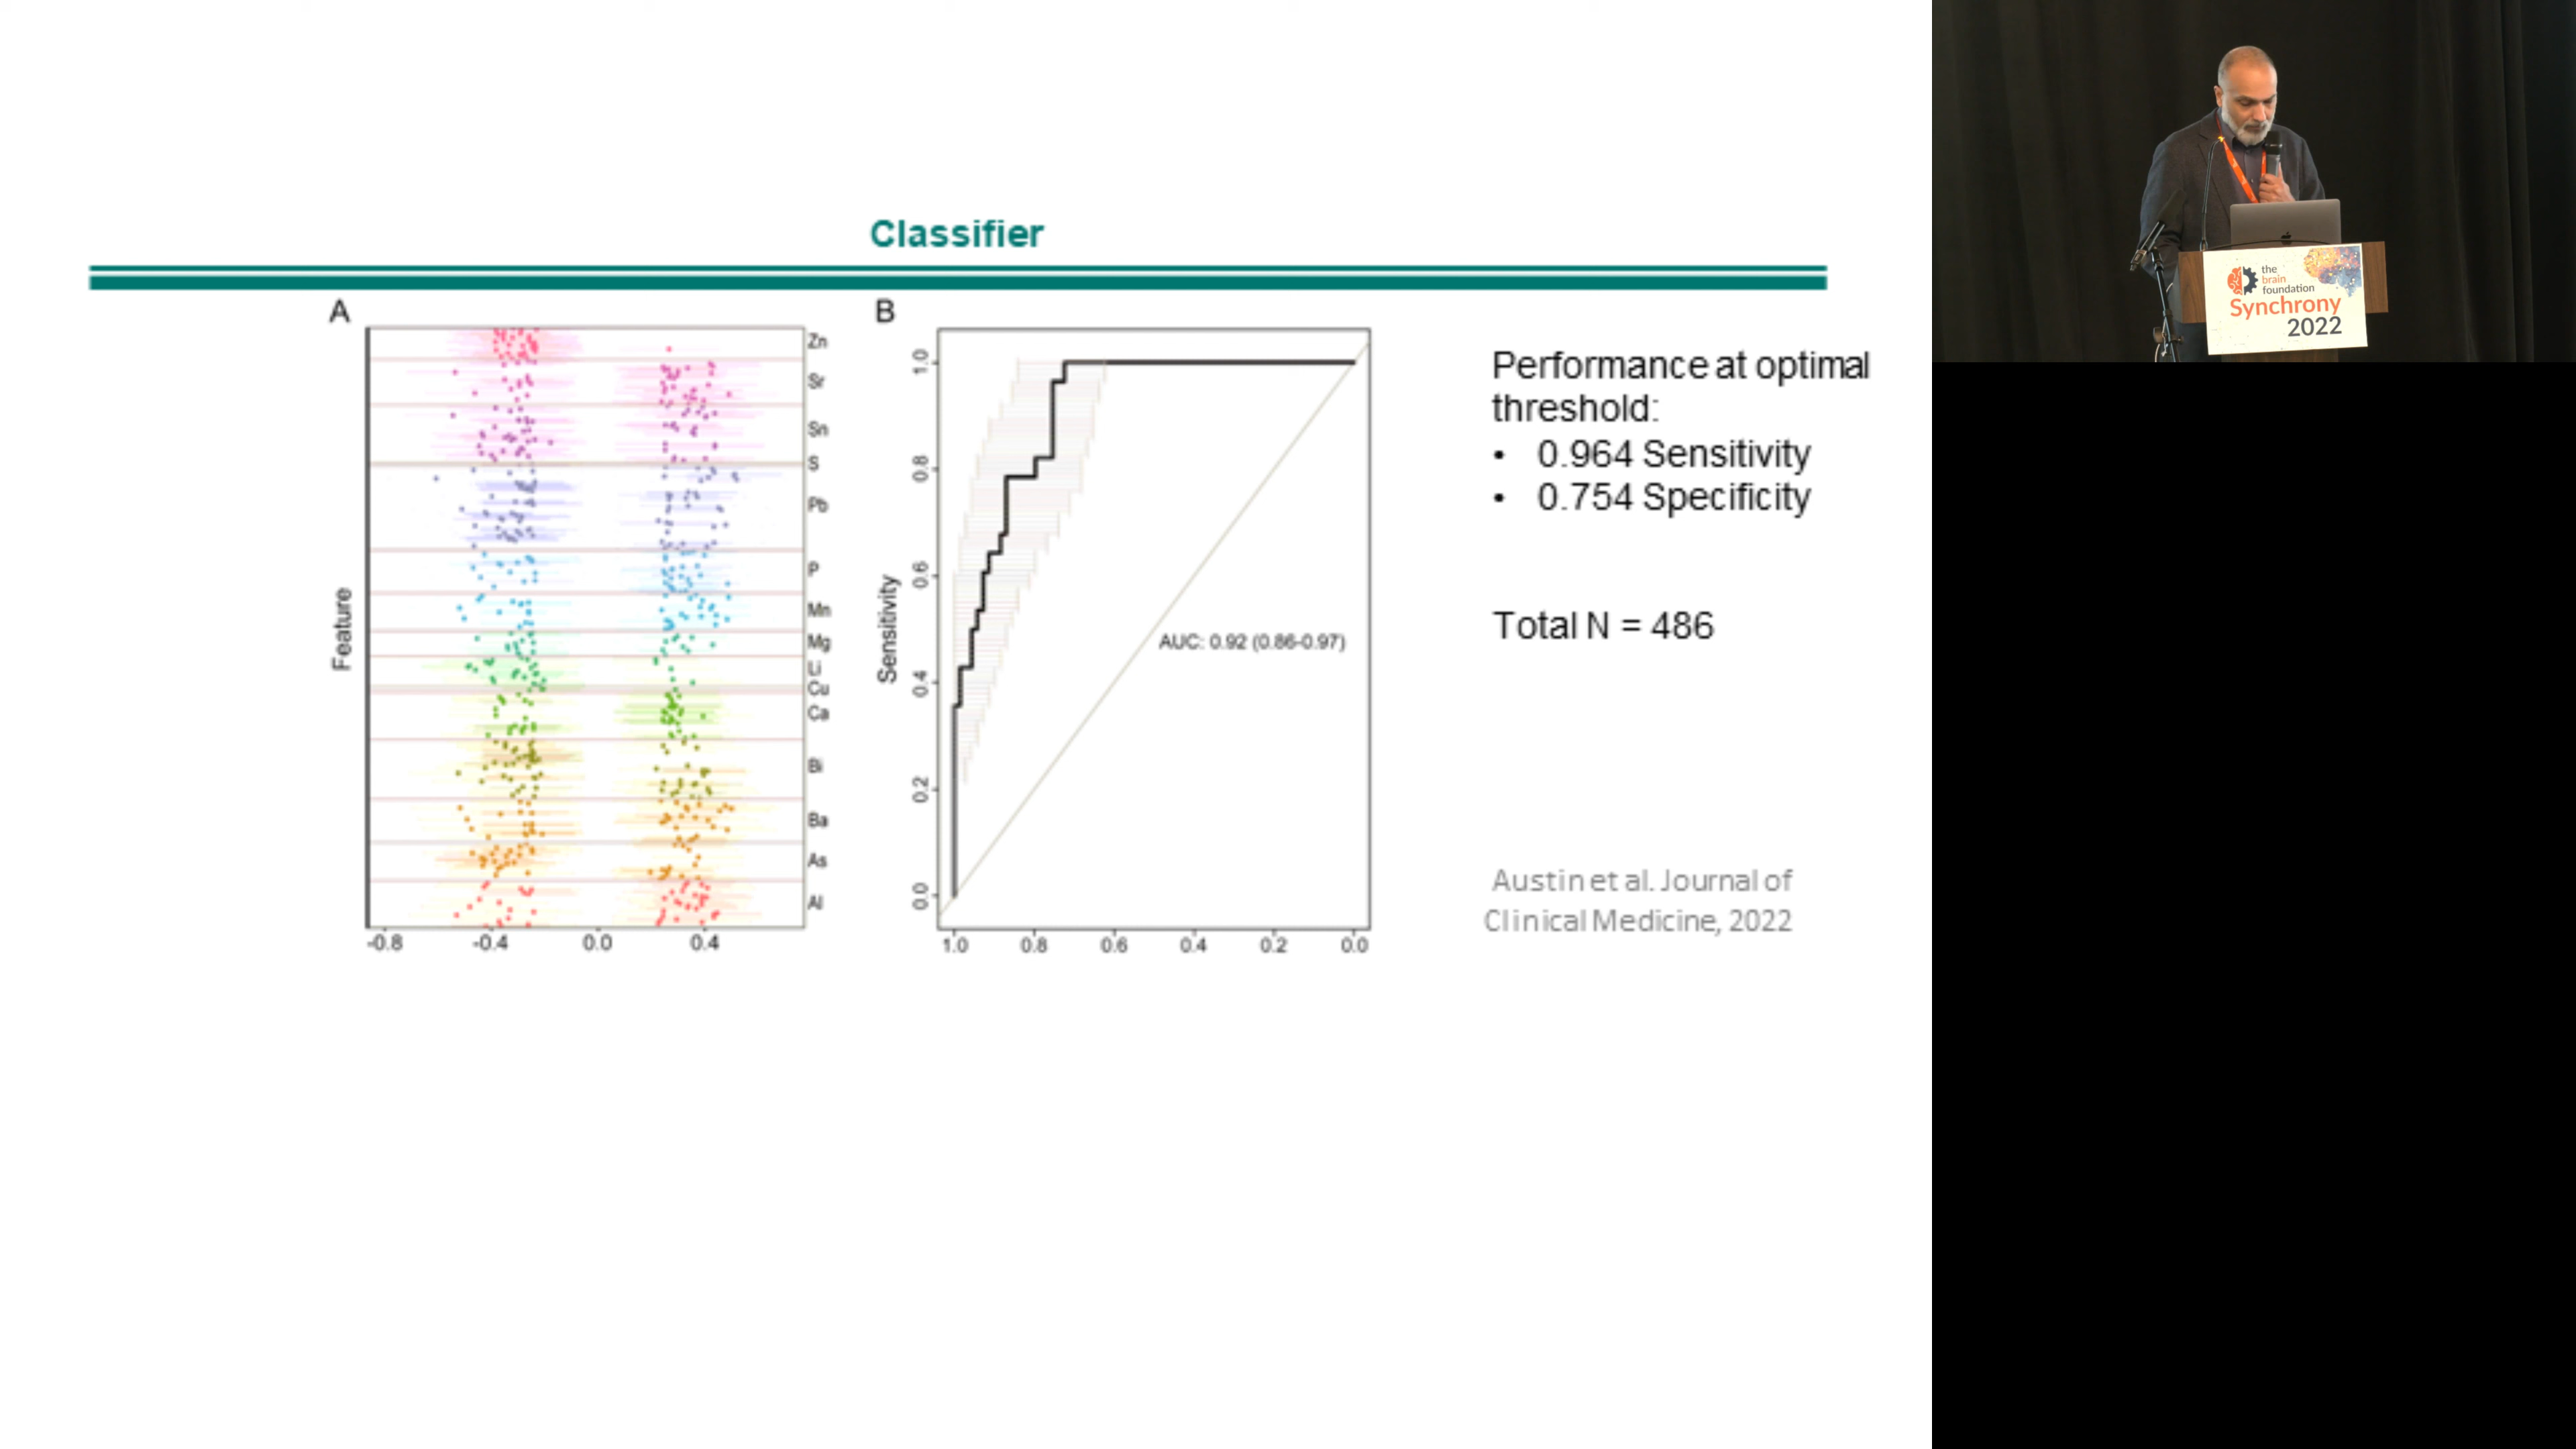 Classifier
A
Zn
Sr
Sn
S
Pb
P
Mn
Mg
Li
Cu
Ca
Bi
Ba
As
Al
Feature
-0.8 -0.4 0.0 0.4
B
1.0
0.8
0.6
0.4
0.2
0.0
Sensitivity
AUC: 0.92 (0.86-0.97)
1.0 0.8 0.6 0.4 0.2 0.0
Performance at optimal
threshold:
• 0.964 Sensitivity
• 0.754 Specificity
Total N = 486
Austin et al. Journal of
Clinical Medicine, 2022
the
brain
foundation
Synchrony
2022